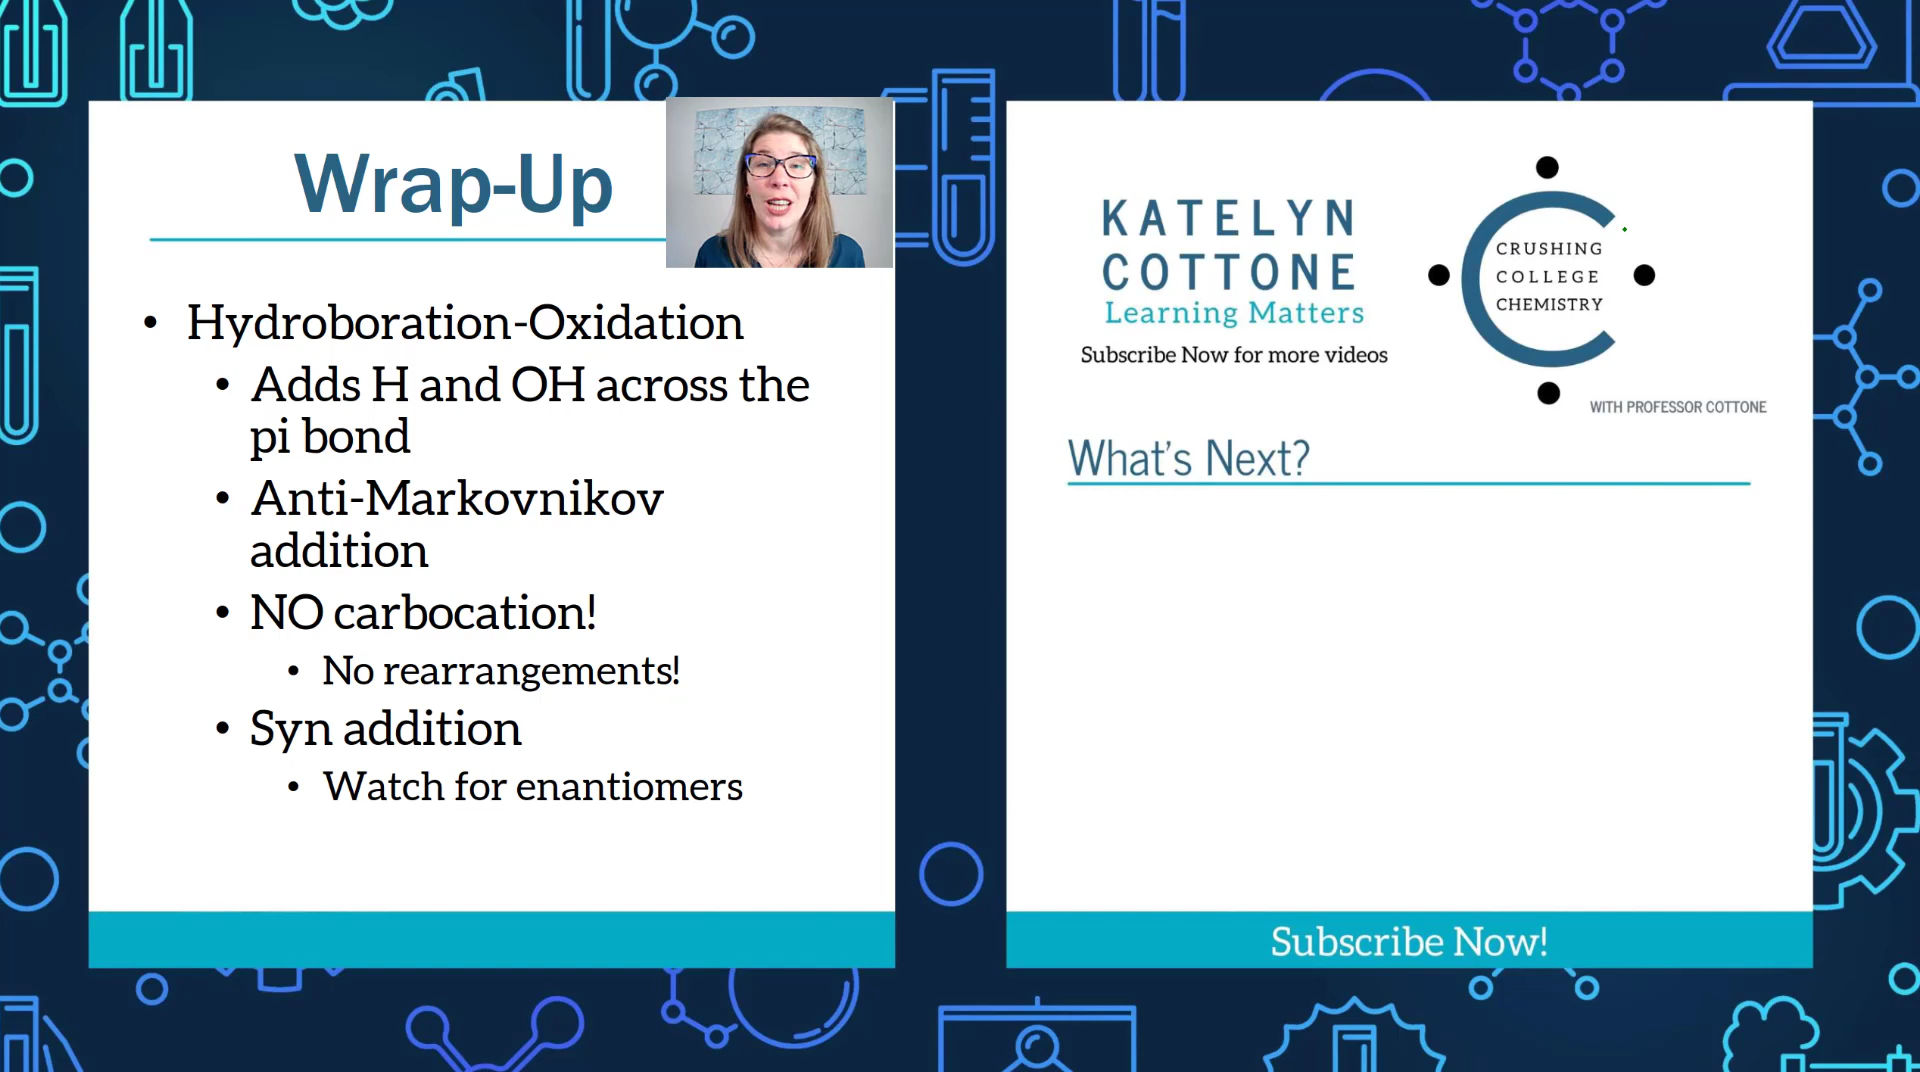 Wrap-Up
• Hydroboration-Oxidation
• Adds H and OH across the
pi bond
• Anti-Markovnikov
addition
• NO carbocation!
• No rearrangements!
• Syn addition
• Watch for enantiomers
KATELYN
COTTONE
Learning Matters
Subscribe Now for more videos
CRUSHING
COLLEGE
CHEMISTRY
WITH PROFESSOR COTTONE
What's Next?
Subscribe Now!